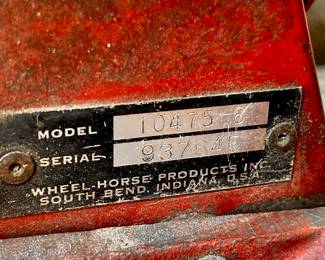 MODEL 10475
SERIAL
WHEEL-HORSE PRODUCTS INC.
SOUTH BEND, INDIANA, U.S.A.